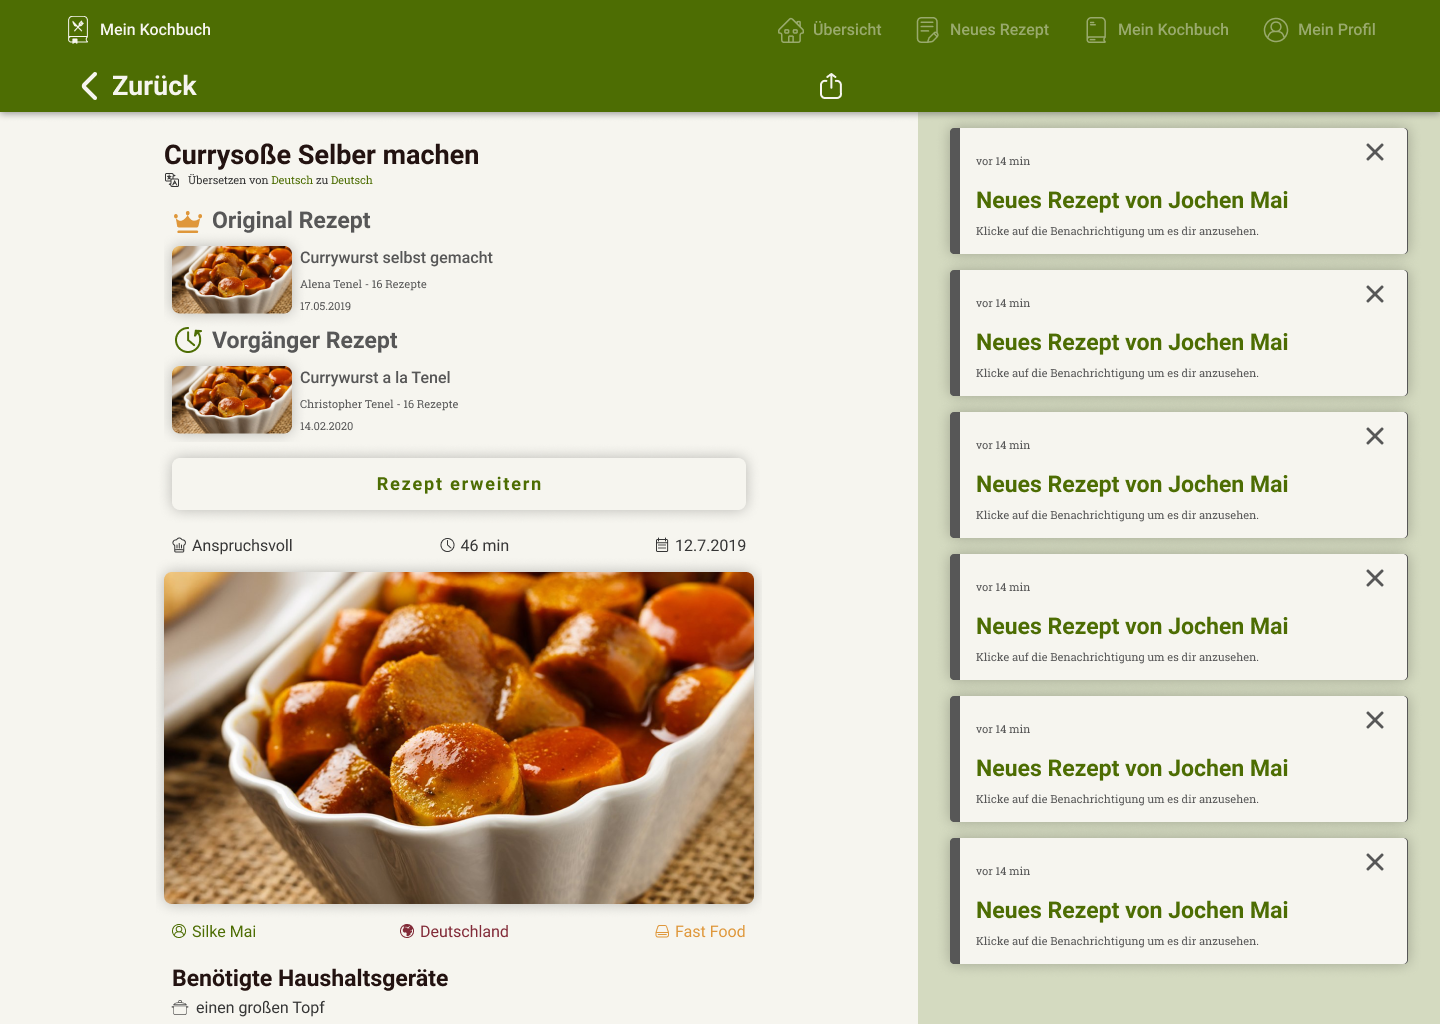 Mein Kochbuch
Übersicht
Neues Rezept
Mein Kochbuch
Mein Profil
Zurück
Currysoße Selber machen
Übersetzen von Deutsch zu Deutsch
Original Rezept
Currywurst selbst gemacht
Alena Tenel - 16 Rezepte
17.05.2019
Vorgänger Rezept
Currywurst a la Tenel
Christopher Tenel - 16 Rezepte
14.02.2020
Rezept erweitern
Anspruchsvoll
46 min
12.7.2019
Silke Mai
Deutschland
Fast Food
Benötigte Haushaltsgeräte
einen großen Topf
vor 14 min
Neues Rezept von Jochen Mai
Klicke auf die Benachrichtigung um es dir anzusehen.
vor 14 min
Neues Rezept von Jochen Mai
Klicke auf die Benachrichtigung um es dir anzusehen.
vor 14 min
Neues Rezept von Jochen Mai
Klicke auf die Benachrichtigung um es dir anzusehen.
vor 14 min
Neues Rezept von Jochen Mai
Klicke auf die Benachrichtigung um es dir anzusehen.
vor 14 min
Neues Rezept von Jochen Mai
Klicke auf die Benachrichtigung um es dir anzusehen.
vor 14 min
Neues Rezept von Jochen Mai
Klicke auf die Benachrichtigung um es dir anzusehen.